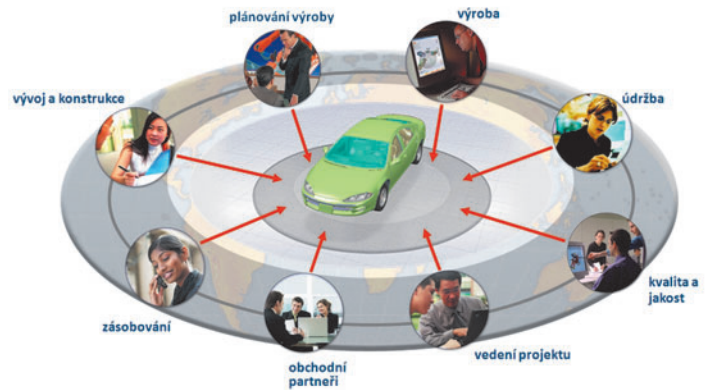 plánování výroby
výroba
vývoj a konstrukce
údržba
kvalita a
jakost
zásobování
vedení projektu
obchodní
partneři